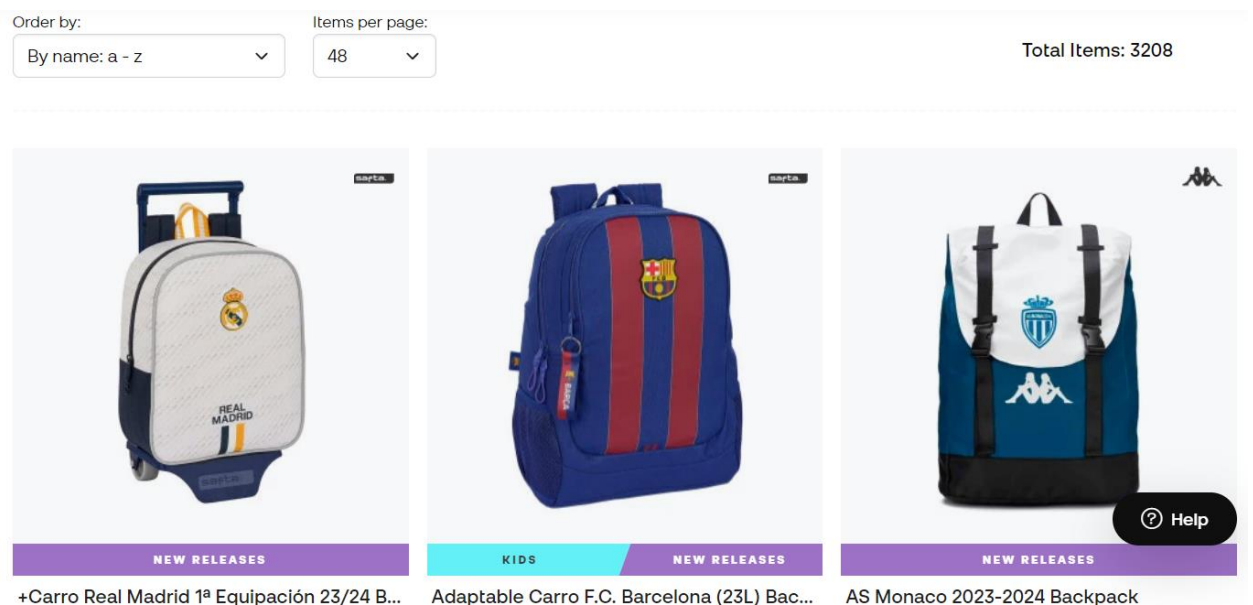 Order by:
Items per page:
By name: a - z
48
Total Items: 3208
safta.
safta.
REAL
MADRID
safta.
BARÇA
NEW RELEASES
KIDS
NEW RELEASES
NEW RELEASES
Help
+Carro Real Madrid 1ª Equipación 23/24 B...
Adaptable Carro F.C. Barcelona (23L) Bac...
AS Monaco 2023-2024 Backpack